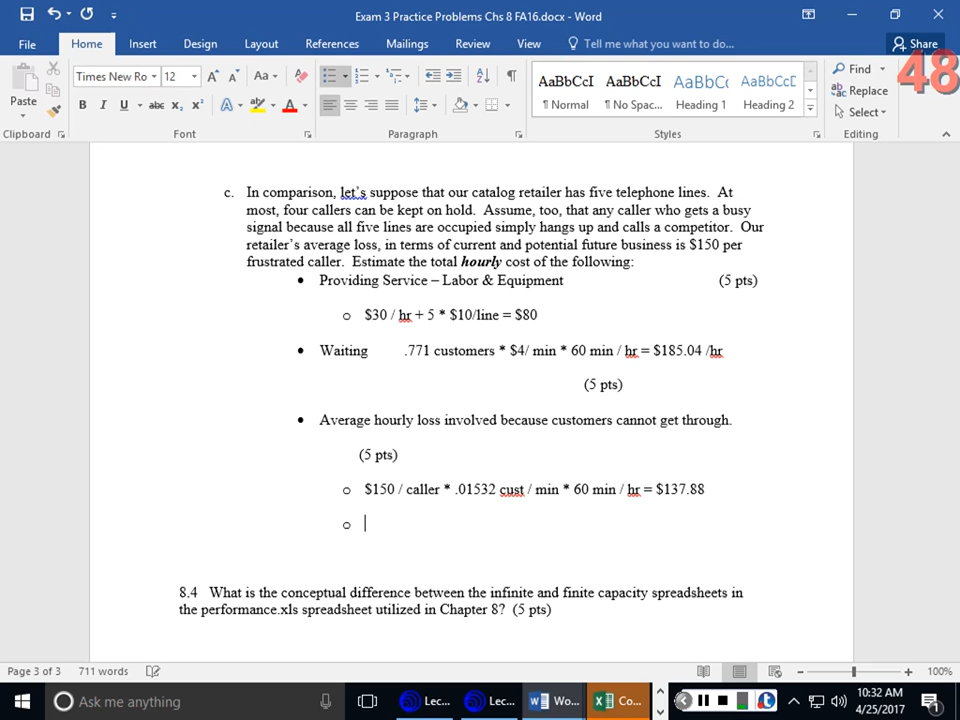 Exam 3 Practice Problems Chs 8 FA16.docx - Word
File Home Insert Design Layout References Mailings Review View Tell me what you want to do... Share
48
Paste
Times New Ro 12
Aa
B I U abc X₂ X² A ab A
AaBbCcI AaBbCcI AaBbCc AaBbCcD
¶ Normal ¶ No Spac... Heading 1 Heading 2
Find
Replace
Select
Clipboard Font Paragraph Styles Editing
c. In comparison, let's suppose that our catalog retailer has five telephone lines. At
most, four callers can be kept on hold. Assume, too, that any caller who gets a busy
signal because all five lines are occupied simply hangs up and calls a competitor. Our
retailer's average loss, in terms of current and potential future business is $150 per
frustrated caller. Estimate the total hourly cost of the following:
• Providing Service – Labor & Equipment (5 pts)
o $30 / hr + 5 * $10/line = $80
• Waiting .771 customers * $4/ min * 60 min / hr = $185.04 /hr
(5 pts)
• Average hourly loss involved because customers cannot get through.
(5 pts)
o $150 / caller * .01532 cust / min * 60 min / hr = $137.88
o
8.4 What is the conceptual difference between the infinite and finite capacity spreadsheets in
the performance.xls spreadsheet utilized in Chapter 8? (5 pts)
Page 3 of 3 711 words 100%
Ask me anything Lec... Lec... Wo... Co... 10:32 AM
4/25/2017